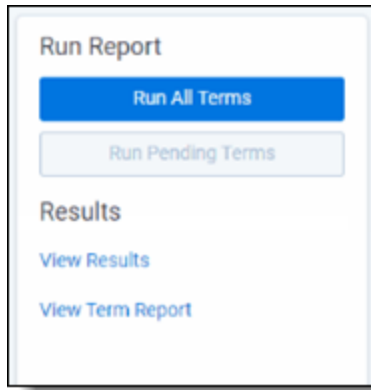 Run Report
Run All Terms
Run Pending Terms
Results
View Results
View Term Report